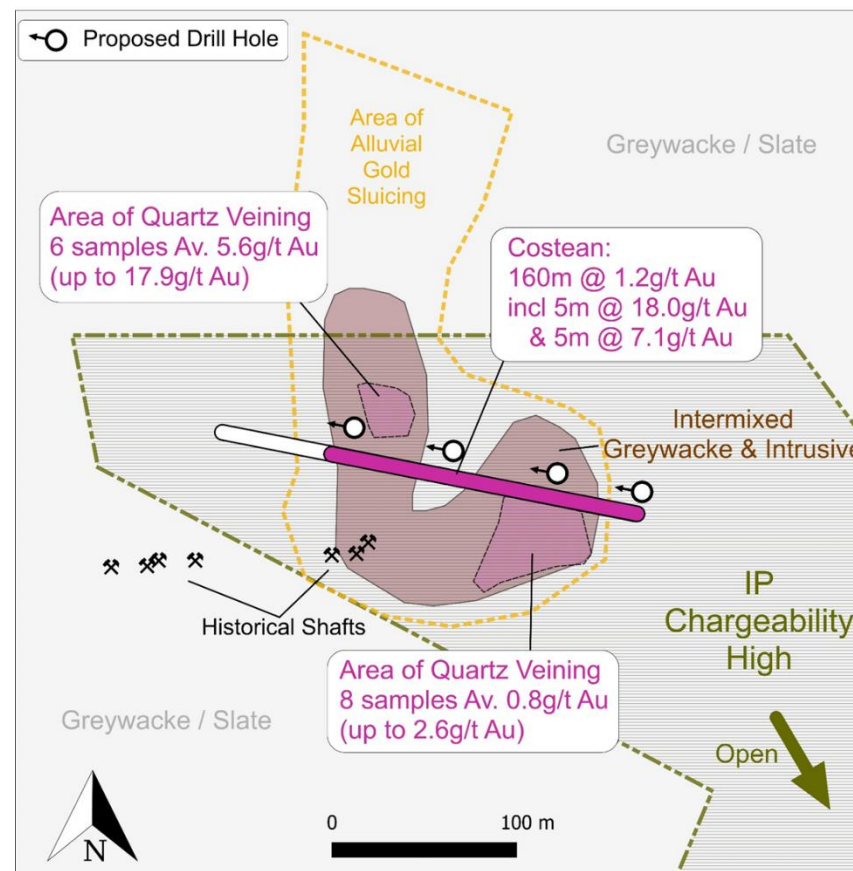 Proposed Drill Hole
Area of
Alluvial
Gold
Sluicing
Greywacke / Slate
Area of Quartz Veining
6 samples Av. 5.6g/t Au
(up to 17.9g/t Au)
Costean:
160m @ 1.2g/t Au
incl 5m @ 18.0g/t Au
& 5m @ 7.1g/t Au
Intermixed
Greywacke & Intrusive
Historical Shafts
IP
Chargeability
High
Area of Quartz Veining
8 samples Av. 0.8g/t Au
(up to 2.6g/t Au)
Greywacke / Slate
Open
N
0 100 m